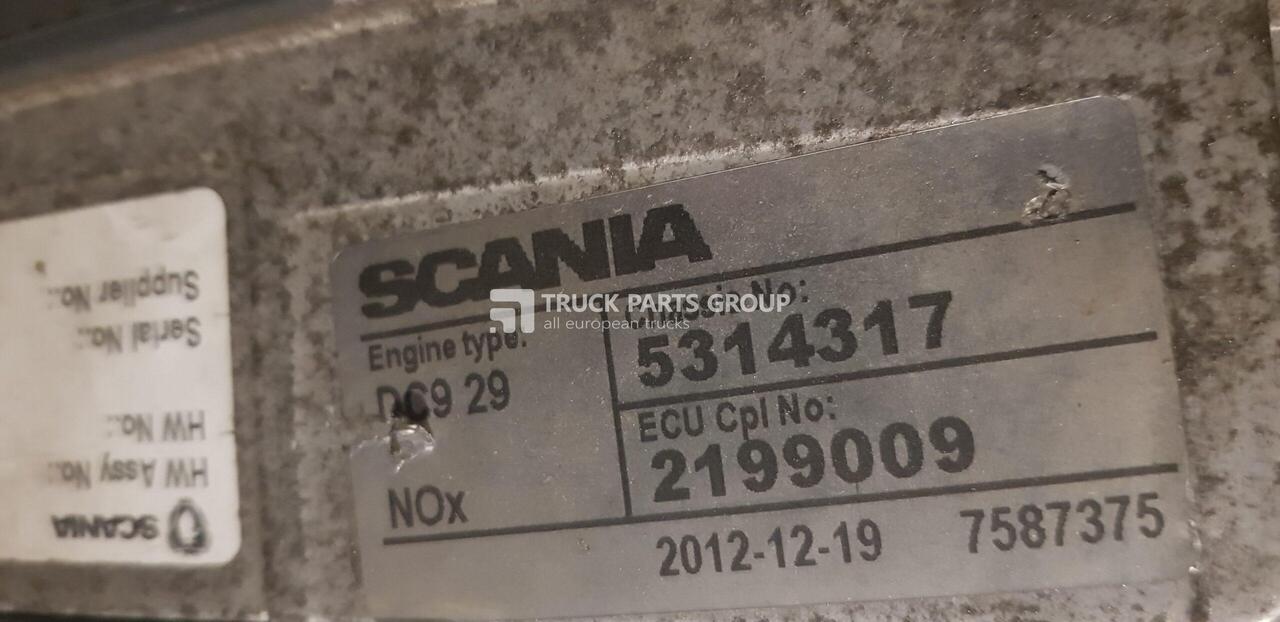 SCANIA
TRUCK PARTS GROUP
all european trucks
Engine type:
DC9 29
NOx
Chassis No:
5314317
ECU Cpl No:
2199009
2012-12-19 7587375
SCANIA
HW Assy No.:
HW No.:
Serial No.:
Supplier No.: